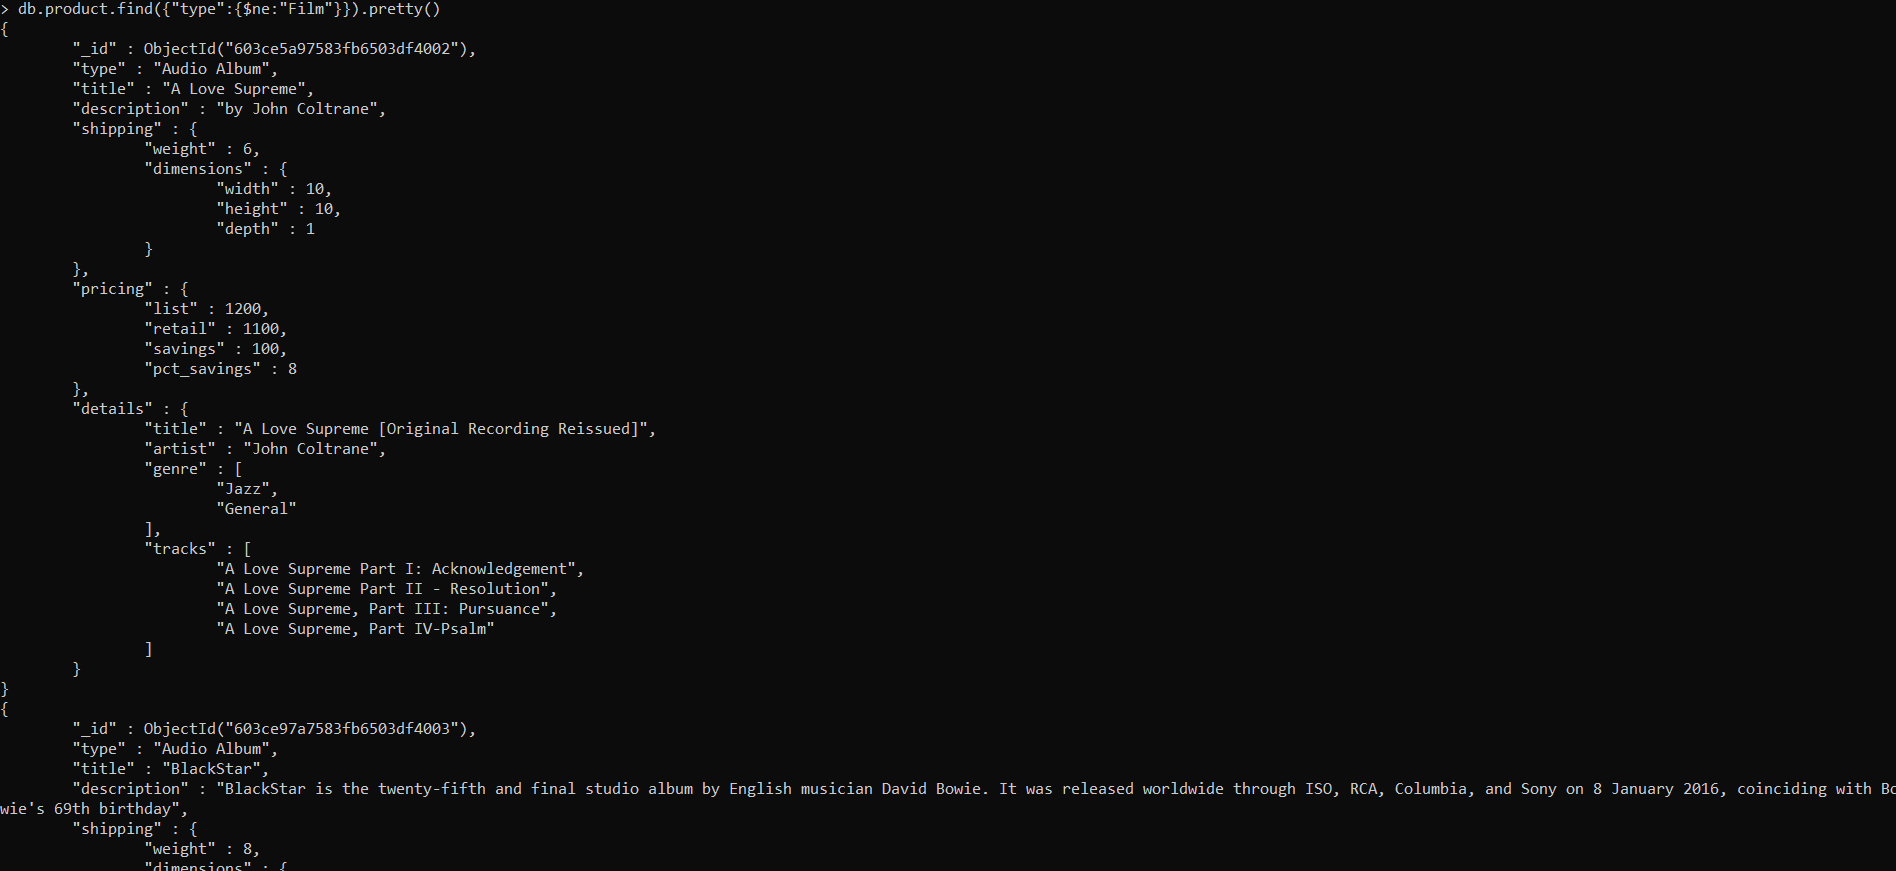 > db.product.find({"type":{$ne:"Film"}}).pretty()
{
        "_id" : ObjectId("603ce5a97583fb6503df4002"),
        "type" : "Audio Album",
        "title" : "A Love Supreme",
        "description" : "by John Coltrane",
        "shipping" : {
                "weight" : 6,
                "dimensions" : {
                        "width" : 10,
                        "height" : 10,
                        "depth" : 1
                }
        },
        "pricing" : {
                "list" : 1200,
                "retail" : 1100,
                "savings" : 100,
                "pct_savings" : 8
        },
        "details" : {
                "title" : "A Love Supreme [Original Recording Reissued]",
                "artist" : "John Coltrane",
                "genre" : [
                        "Jazz",
                        "General"
                ],
                "tracks" : [
                        "A Love Supreme Part I: Acknowledgement",
                        "A Love Supreme Part II - Resolution",
                        "A Love Supreme, Part III: Pursuance",
                        "A Love Supreme, Part IV-Psalm"
                ]
        }
}
{
        "_id" : ObjectId("603ce97a7583fb6503df4003"),
        "type" : "Audio Album",
        "title" : "BlackStar",
        "description" : "BlackStar is the twenty-fifth and final studio album by English musician David Bowie. It was released worldwide through ISO, RCA, Columbia, and Sony on 8 January 2016, coinciding with Bo
wie's 69th birthday",
        "shipping" : {
                "weight" : 8,
                "dimensions" : {